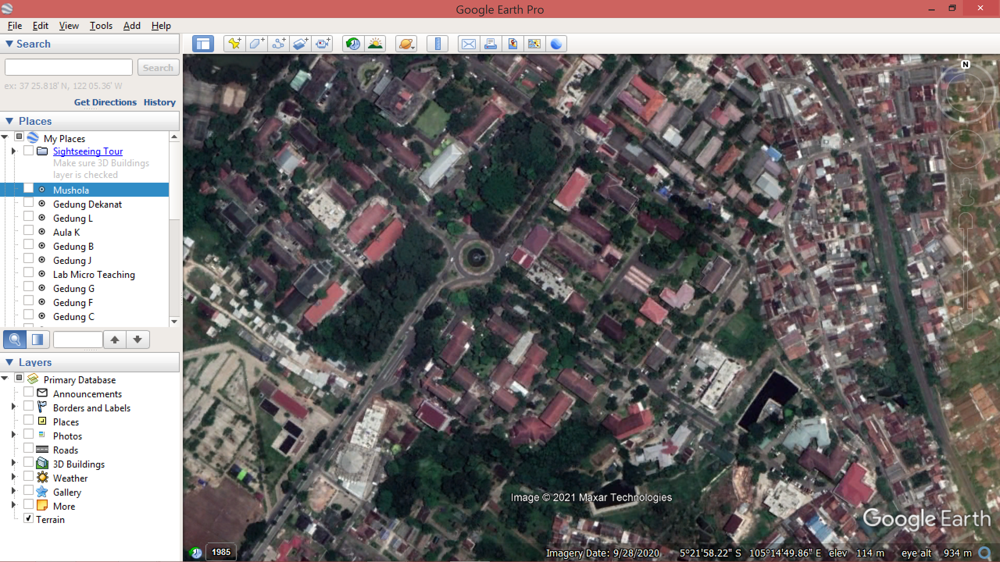 Google Earth Pro
File Edit View Tools Add Help
Search
Search
ex: 37 25.818' N, 122 05.36' W
Get Directions History
Places
My Places
Sightseeing Tour
Make sure 3D Buildings
layer is checked
Mushola
Gedung Dekanat
Gedung L
Aula K
Gedung B
Gedung J
Lab Micro Teaching
Gedung G
Gedung F
Gedung C
Layers
Primary Database
Announcements
Borders and Labels
Places
Photos
Roads
3D Buildings
Weather
Gallery
More
Terrain
N
Image © 2021 Maxar Technologies
Google Earth
1985
Imagery Date: 9/28/2020 5°21'58.22" S 105°14'49.86" E elev 114 m eye alt 934 m